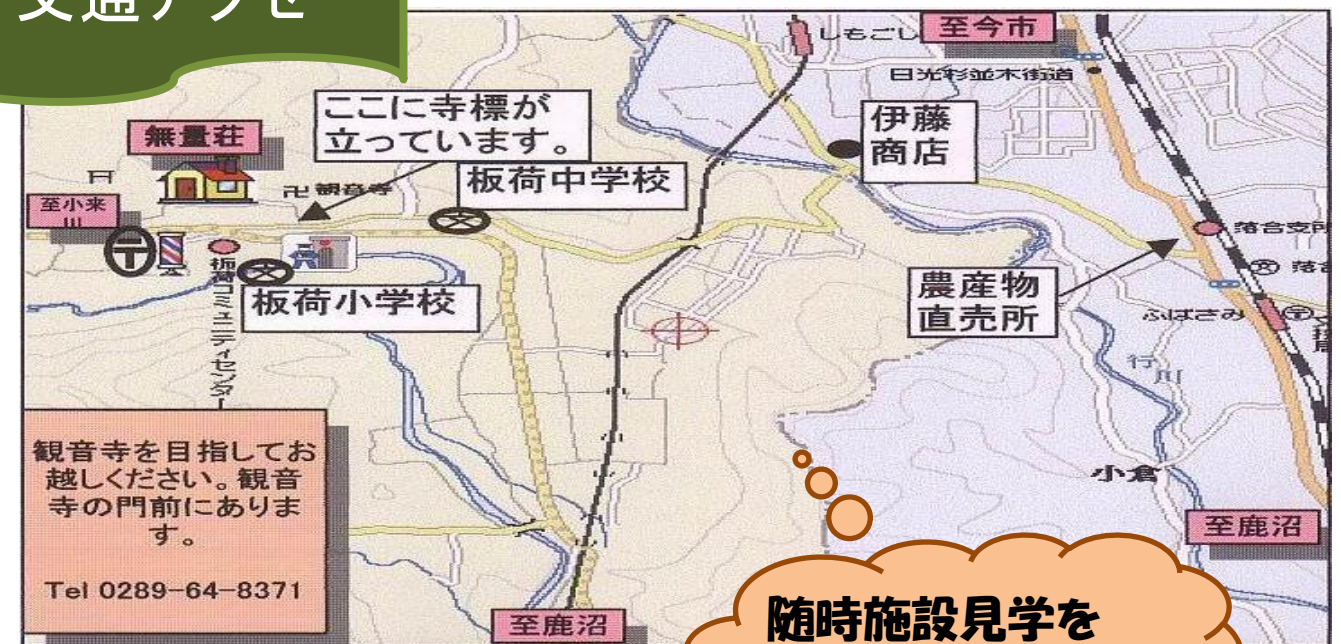 交通アクセ
しもごし
至今市
日光杉並木街道
ここに寺標が
立っています。
伊藤
商店
無量荘
板荷中学校
卍観音寺
至小来
川
落合支所
板荷コミュニティセンター
農産物
直売所
板荷小学校
ふばさみ
行川
観音寺を目指してお
越しください。観音
寺の門前にありま
す。
Tel 0289-64-8371
小倉
至鹿沼
至鹿沼
随時施設見学を